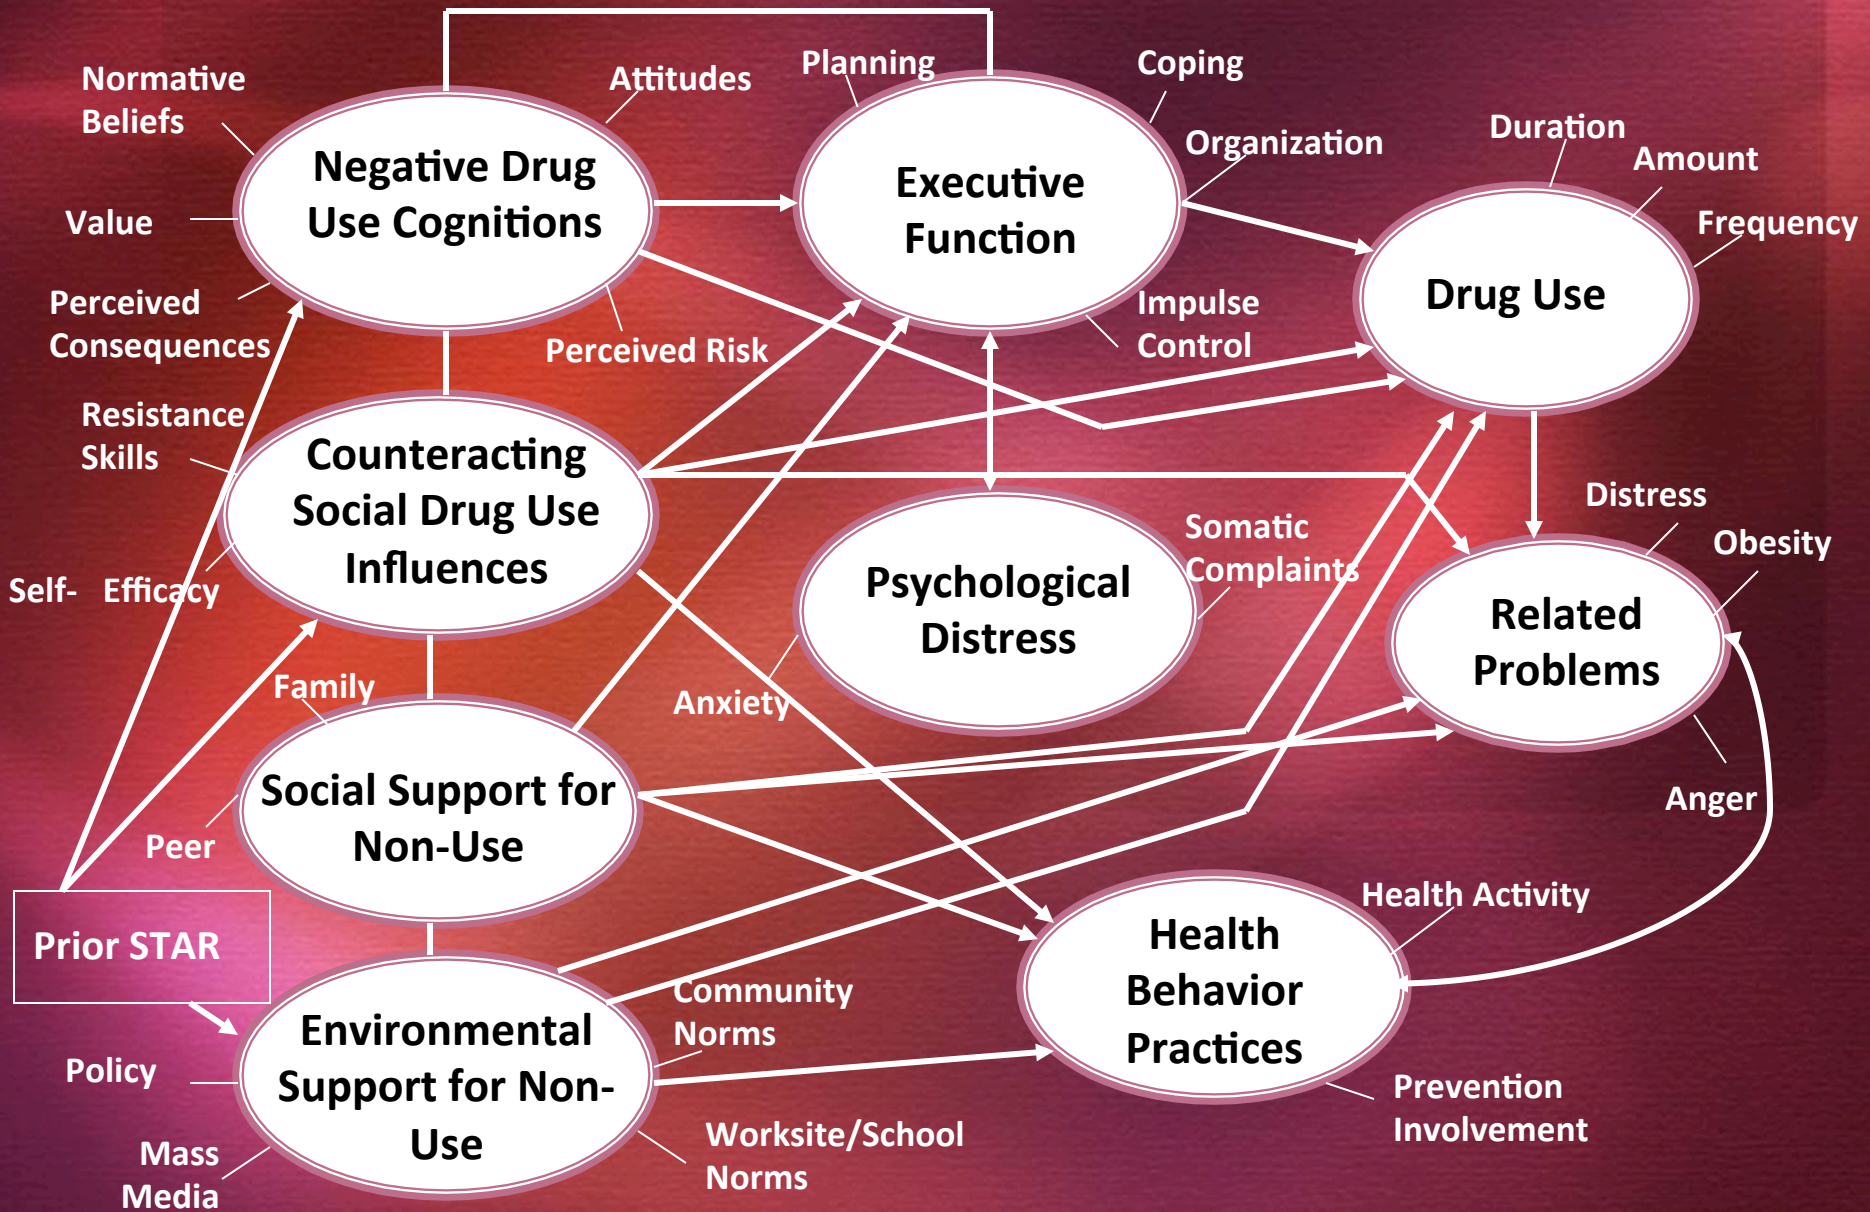 Normative
Beliefs
Attitudes
Planning
Coping
Organization
Duration
Amount
Frequency
Negative Drug
Use Cognitions
Executive
Function
Drug Use
Value
Perceived
Consequences
Perceived Risk
Impulse
Control
Resistance
Skills
Counteracting
Social Drug Use
Influences
Self- Efficacy
Psychological
Distress
Somatic
Complaints
Anxiety
Distress
Obesity
Related
Problems
Anger
Family
Social Support for
Non-Use
Peer
Prior STAR
Environmental
Support for Non-
Use
Policy
Mass
Media
Community
Norms
Worksite/School
Norms
Health
Behavior
Practices
Health Activity
Prevention
Involvement